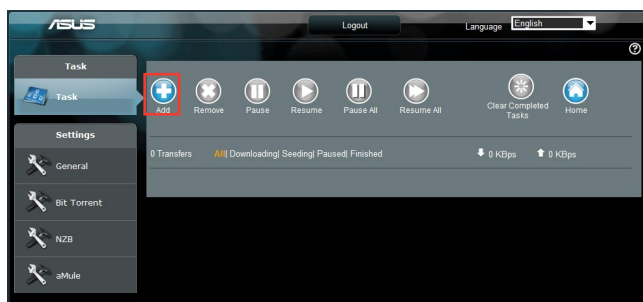 ASUS
Logout
Language English
Task
Task
Add Remove Pause Resume Pause All Resume All Clear Completed Tasks Home
Settings
0 Transfers All| Downloading| Seeding| Paused| Finished 0 KBps 0 KBps
General
Bit Torrent
NZB
aMule